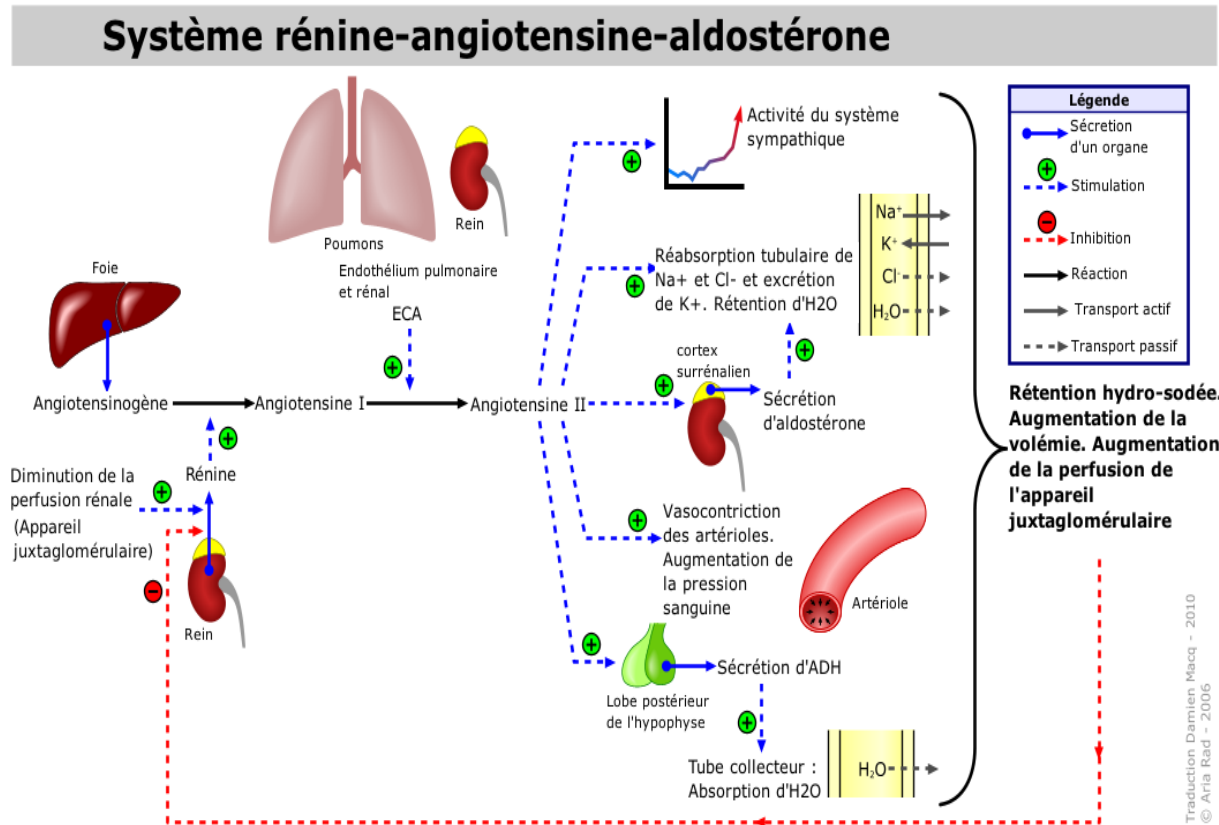 Système rénine-angiotensine-aldostérone
Foie
Poumons
Rein
Endothélium pulmonaire
et rénal
ECA
Angiotensinogène
Angiotensine I
Angiotensine II
Rénine
Diminution de la
perfusion rénale
(Appareil
juxtaglomérulaire)
Rein
Activité du système
sympathique
Réabsorption tubulaire de
Na+ et Cl- et excrétion
de K+. Rétention d'H2O
Na+
K+
Cl-
H2O
cortex
surrénalien
Sécrétion
d'aldostérone
Vasocontriction
des artérioles.
Augmentation de
la pression
sanguine
Artériole
Lobe postérieur
de l'hypophyse
Sécrétion d'ADH
Tube collecteur :
Absorption d'H2O
H2O
Légende
Sécretion
d'un organe
Stimulation
Inhibition
Réaction
Transport actif
Transport passif
Rétention hydro-sodée.
Augmentation de la
volémie. Augmentation
de la perfusion de
l'appareil
juxtaglomérulaire
Traduction Damien Macq - 2010
© Aria Rad - 2006